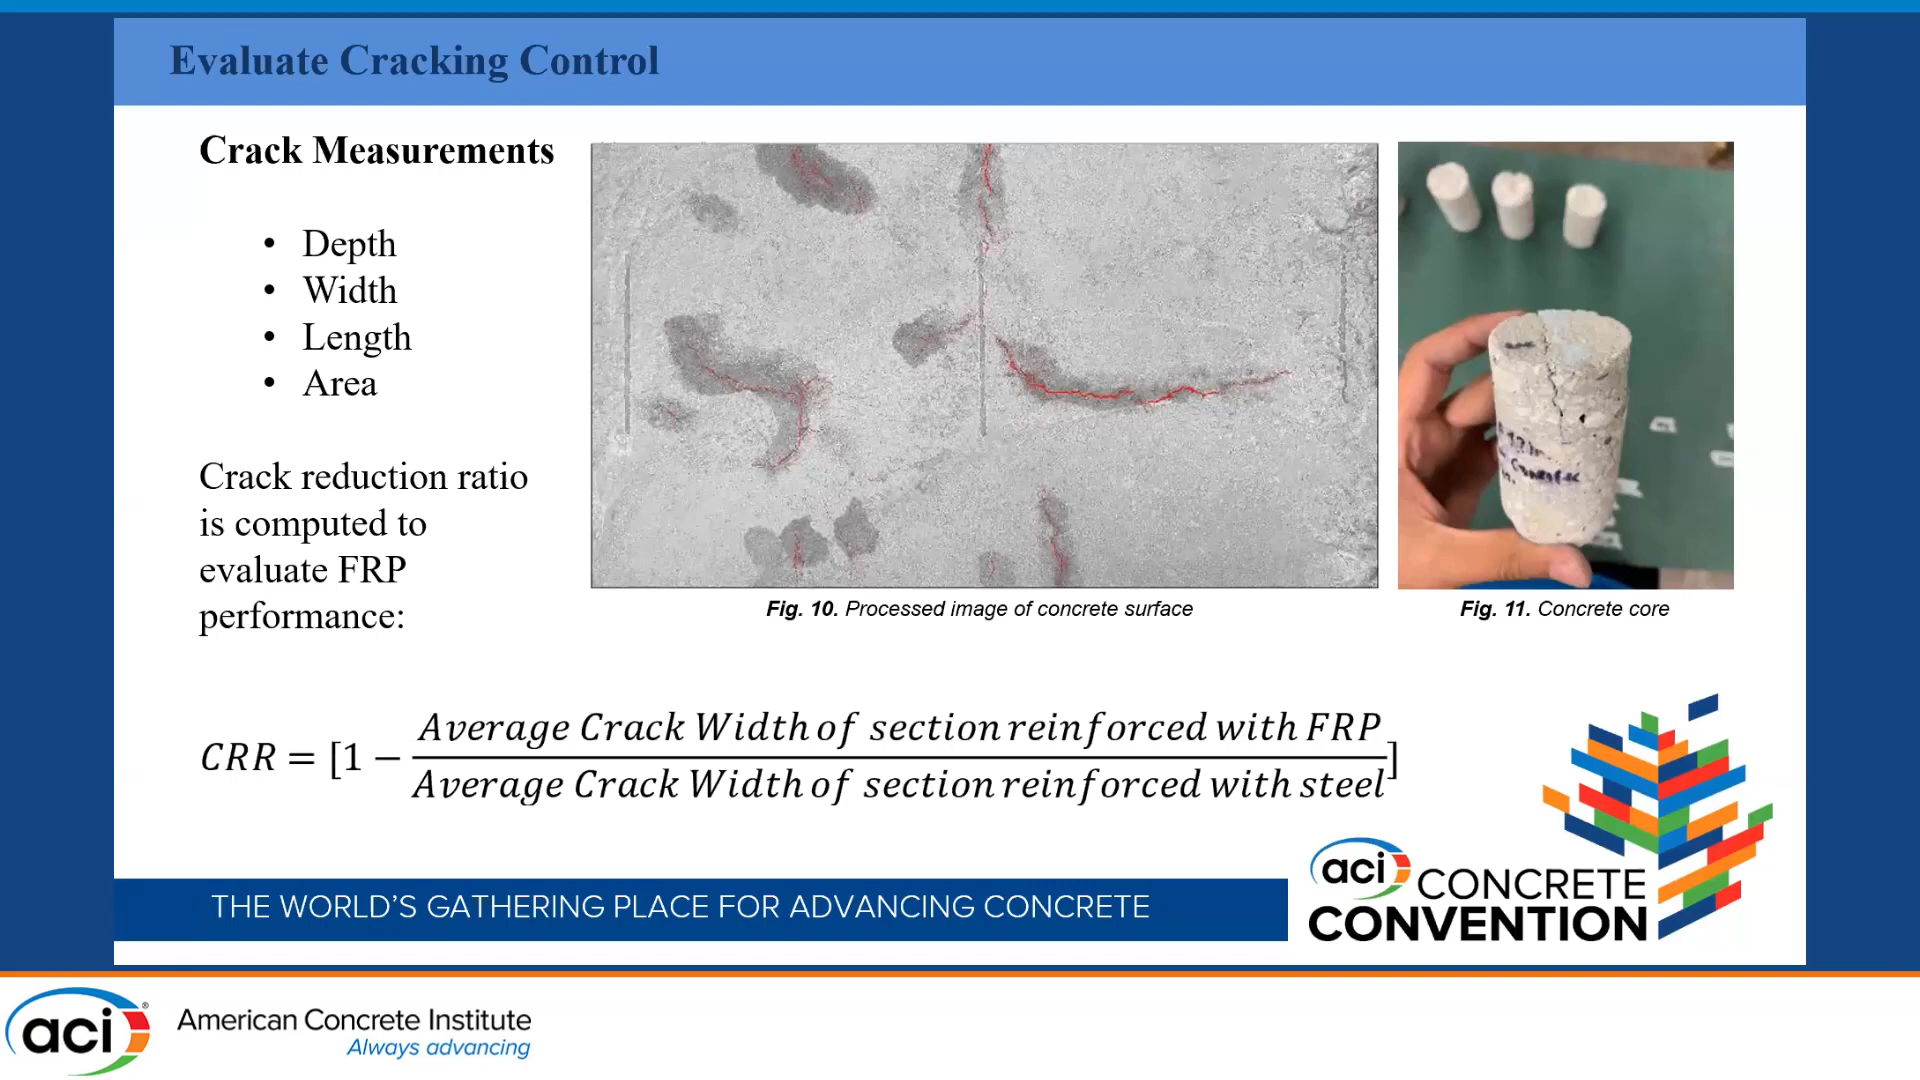 Evaluate Cracking Control
Crack Measurements
• Depth
• Width
• Length
• Area
Crack reduction ratio
is computed to
evaluate FRP
performance:
Fig. 10. Processed image of concrete surface
Fig. 11. Concrete core
CRR = [1 − Average Crack Width of section reinforced with FRP
Average Crack Width of section reinforced with steel]
THE WORLD'S GATHERING PLACE FOR ADVANCING CONCRETE
aci CONCRETE
CONVENTION
aci®
American Concrete Institute
Always advancing